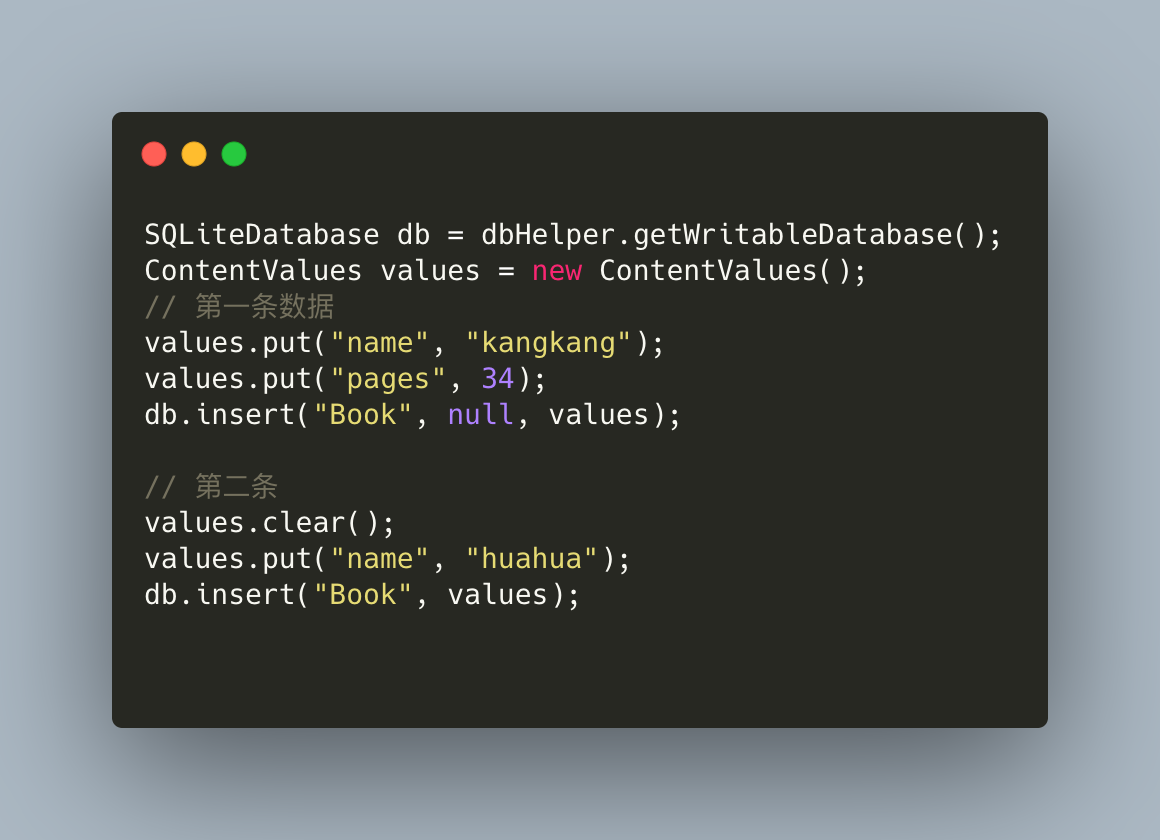 SQLiteDatabase db = dbHelper.getWritableDatabase();
ContentValues values = new ContentValues();
// 第一条数据
values.put("name", "kangkang");
values.put("pages", 34);
db.insert("Book", null, values);
// 第二条
values.clear();
values.put("name", "huahua");
db.insert("Book", values);